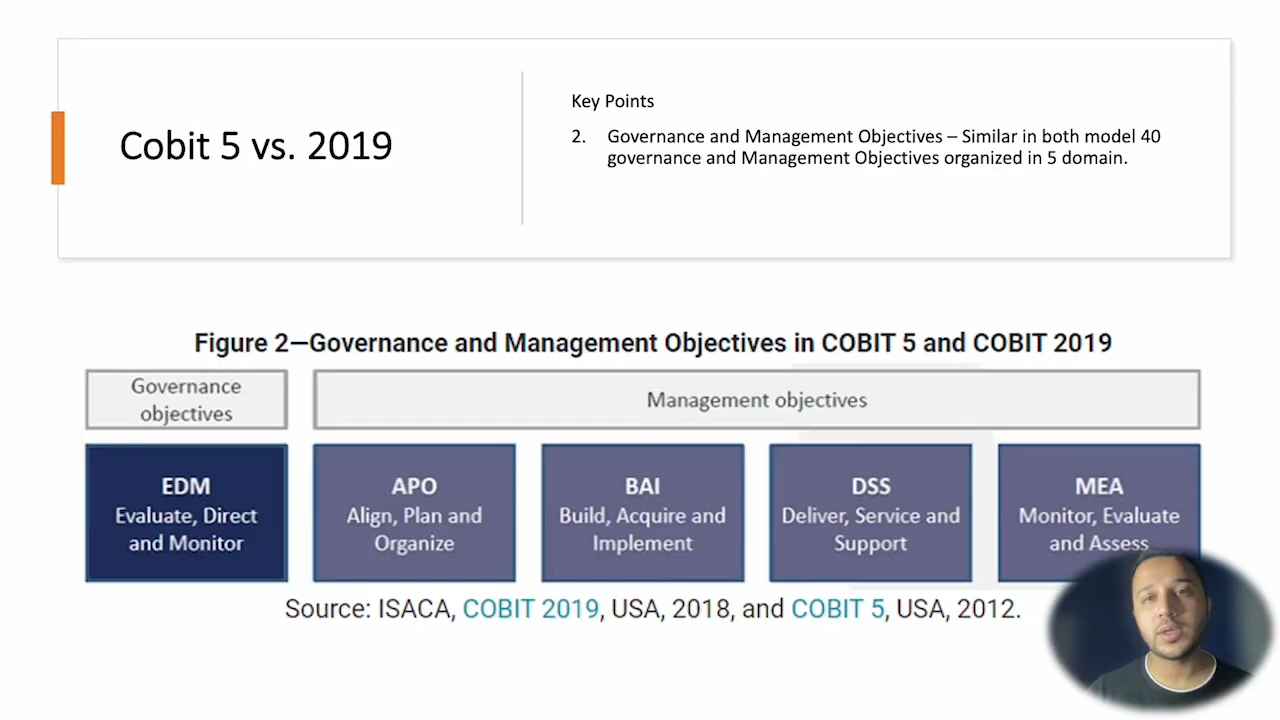 Cobit 5 vs. 2019
Key Points
2. Governance and Management Objectives – Similar in both model 40
governance and Management Objectives organized in 5 domain.
Figure 2—Governance and Management Objectives in COBIT 5 and COBIT 2019
Governance
objectives
Management objectives
EDM
Evaluate, Direct
and Monitor
APO
Align, Plan and
Organize
BAI
Build, Acquire and
Implement
DSS
Deliver, Service and
Support
MEA
Monitor, Evaluate
and Assess
Source: ISACA, COBIT 2019, USA, 2018, and COBIT 5, USA, 2012.